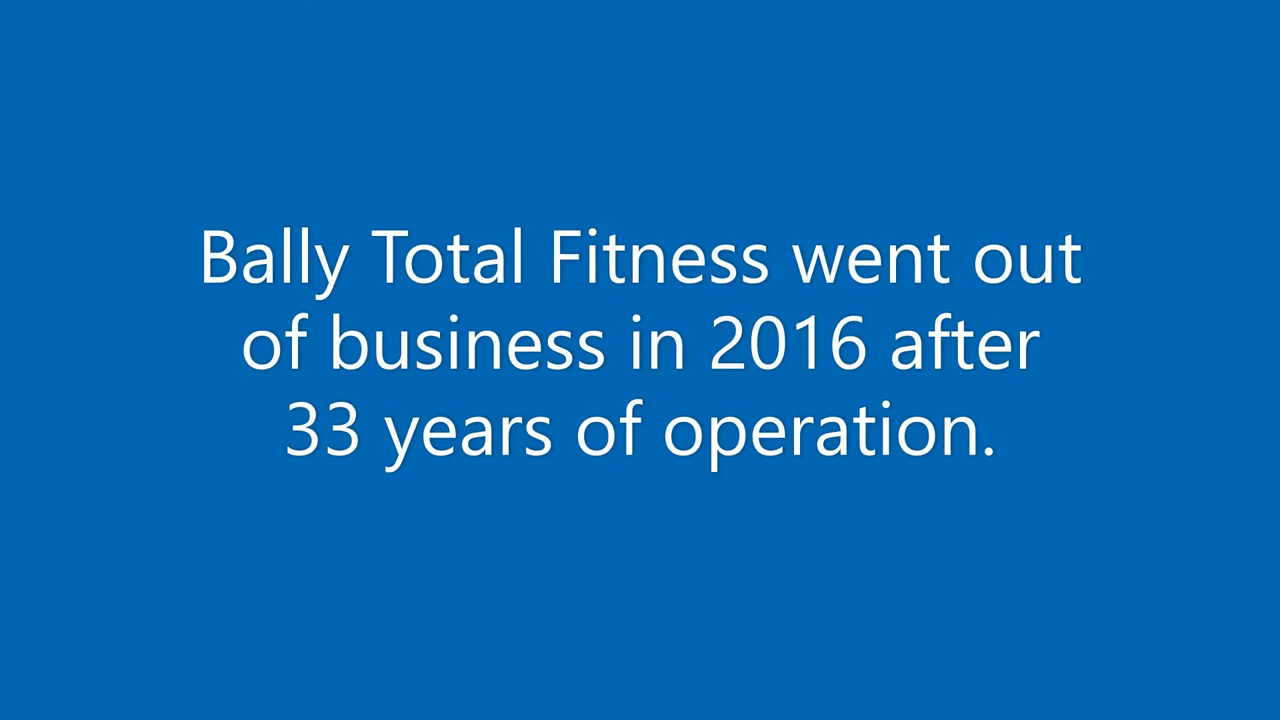 Bally Total Fitness went out
of business in 2016 after
33 years of operation.